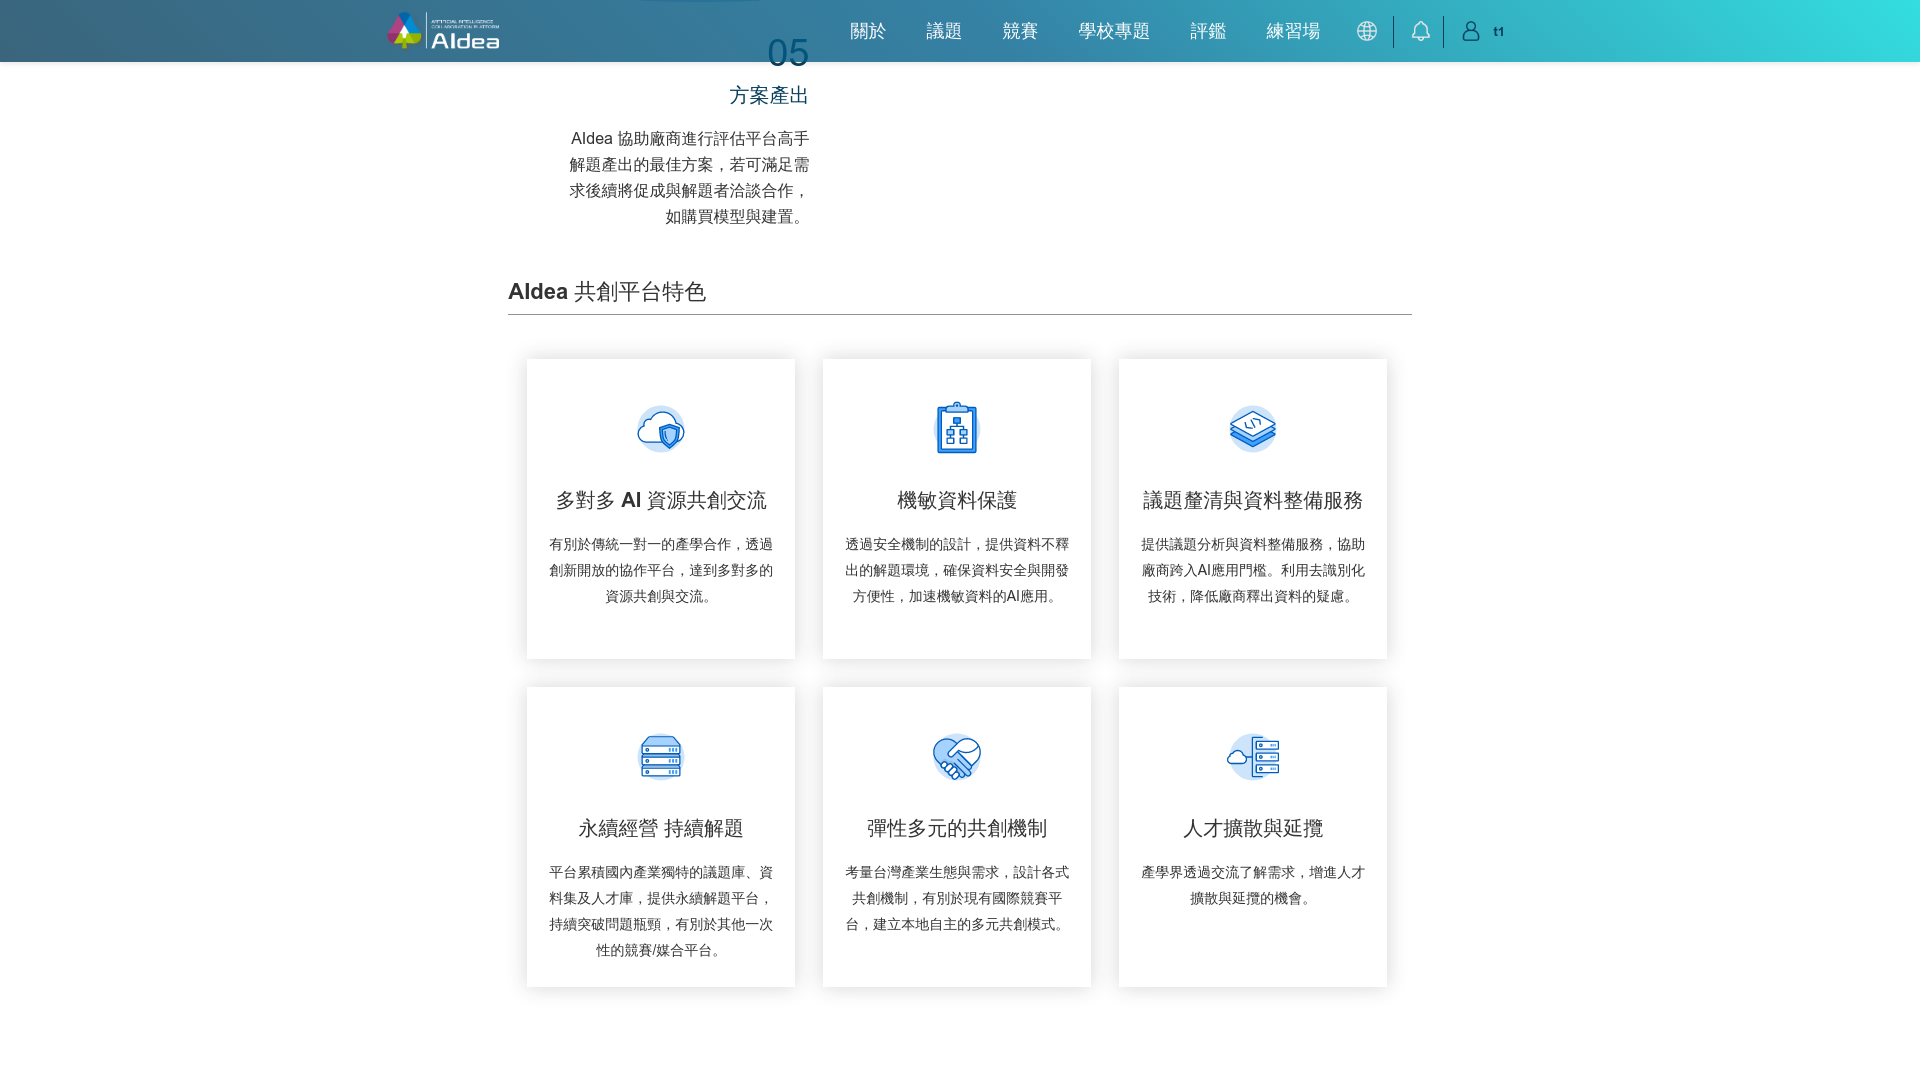 ARTIFICIAL INTELLIGENCE
COLLABORATION PLATFORM
AIdea
關於
議題
競賽
學校專題
評鑑
練習場
t1
05
方案產出
AIdea 協助廠商進行評估平台高手
解題產出的最佳方案，若可滿足需
求後續將促成與解題者洽談合作，
如購買模型與建置。
AIdea 共創平台特色
多對多 AI 資源共創交流
有別於傳統一對一的產學合作，透過
創新開放的協作平台，達到多對多的
資源共創與交流。
機敏資料保護
透過安全機制的設計，提供資料不釋
出的解題環境，確保資料安全與開發
方便性，加速機敏資料的AI應用。
議題釐清與資料整備服務
提供議題分析與資料整備服務，協助
廠商跨入AI應用門檻。利用去識別化
技術，降低廠商釋出資料的疑慮。
永續經營 持續解題
平台累積國內產業獨特的議題庫、資
料集及人才庫，提供永續解題平台，
持續突破問題瓶頸，有別於其他一次
性的競賽/媒合平台。
彈性多元的共創機制
考量台灣產業生態與需求，設計各式
共創機制，有別於現有國際競賽平
台，建立本地自主的多元共創模式。
人才擴散與延攬
產學界透過交流了解需求，增進人才
擴散與延攬的機會。